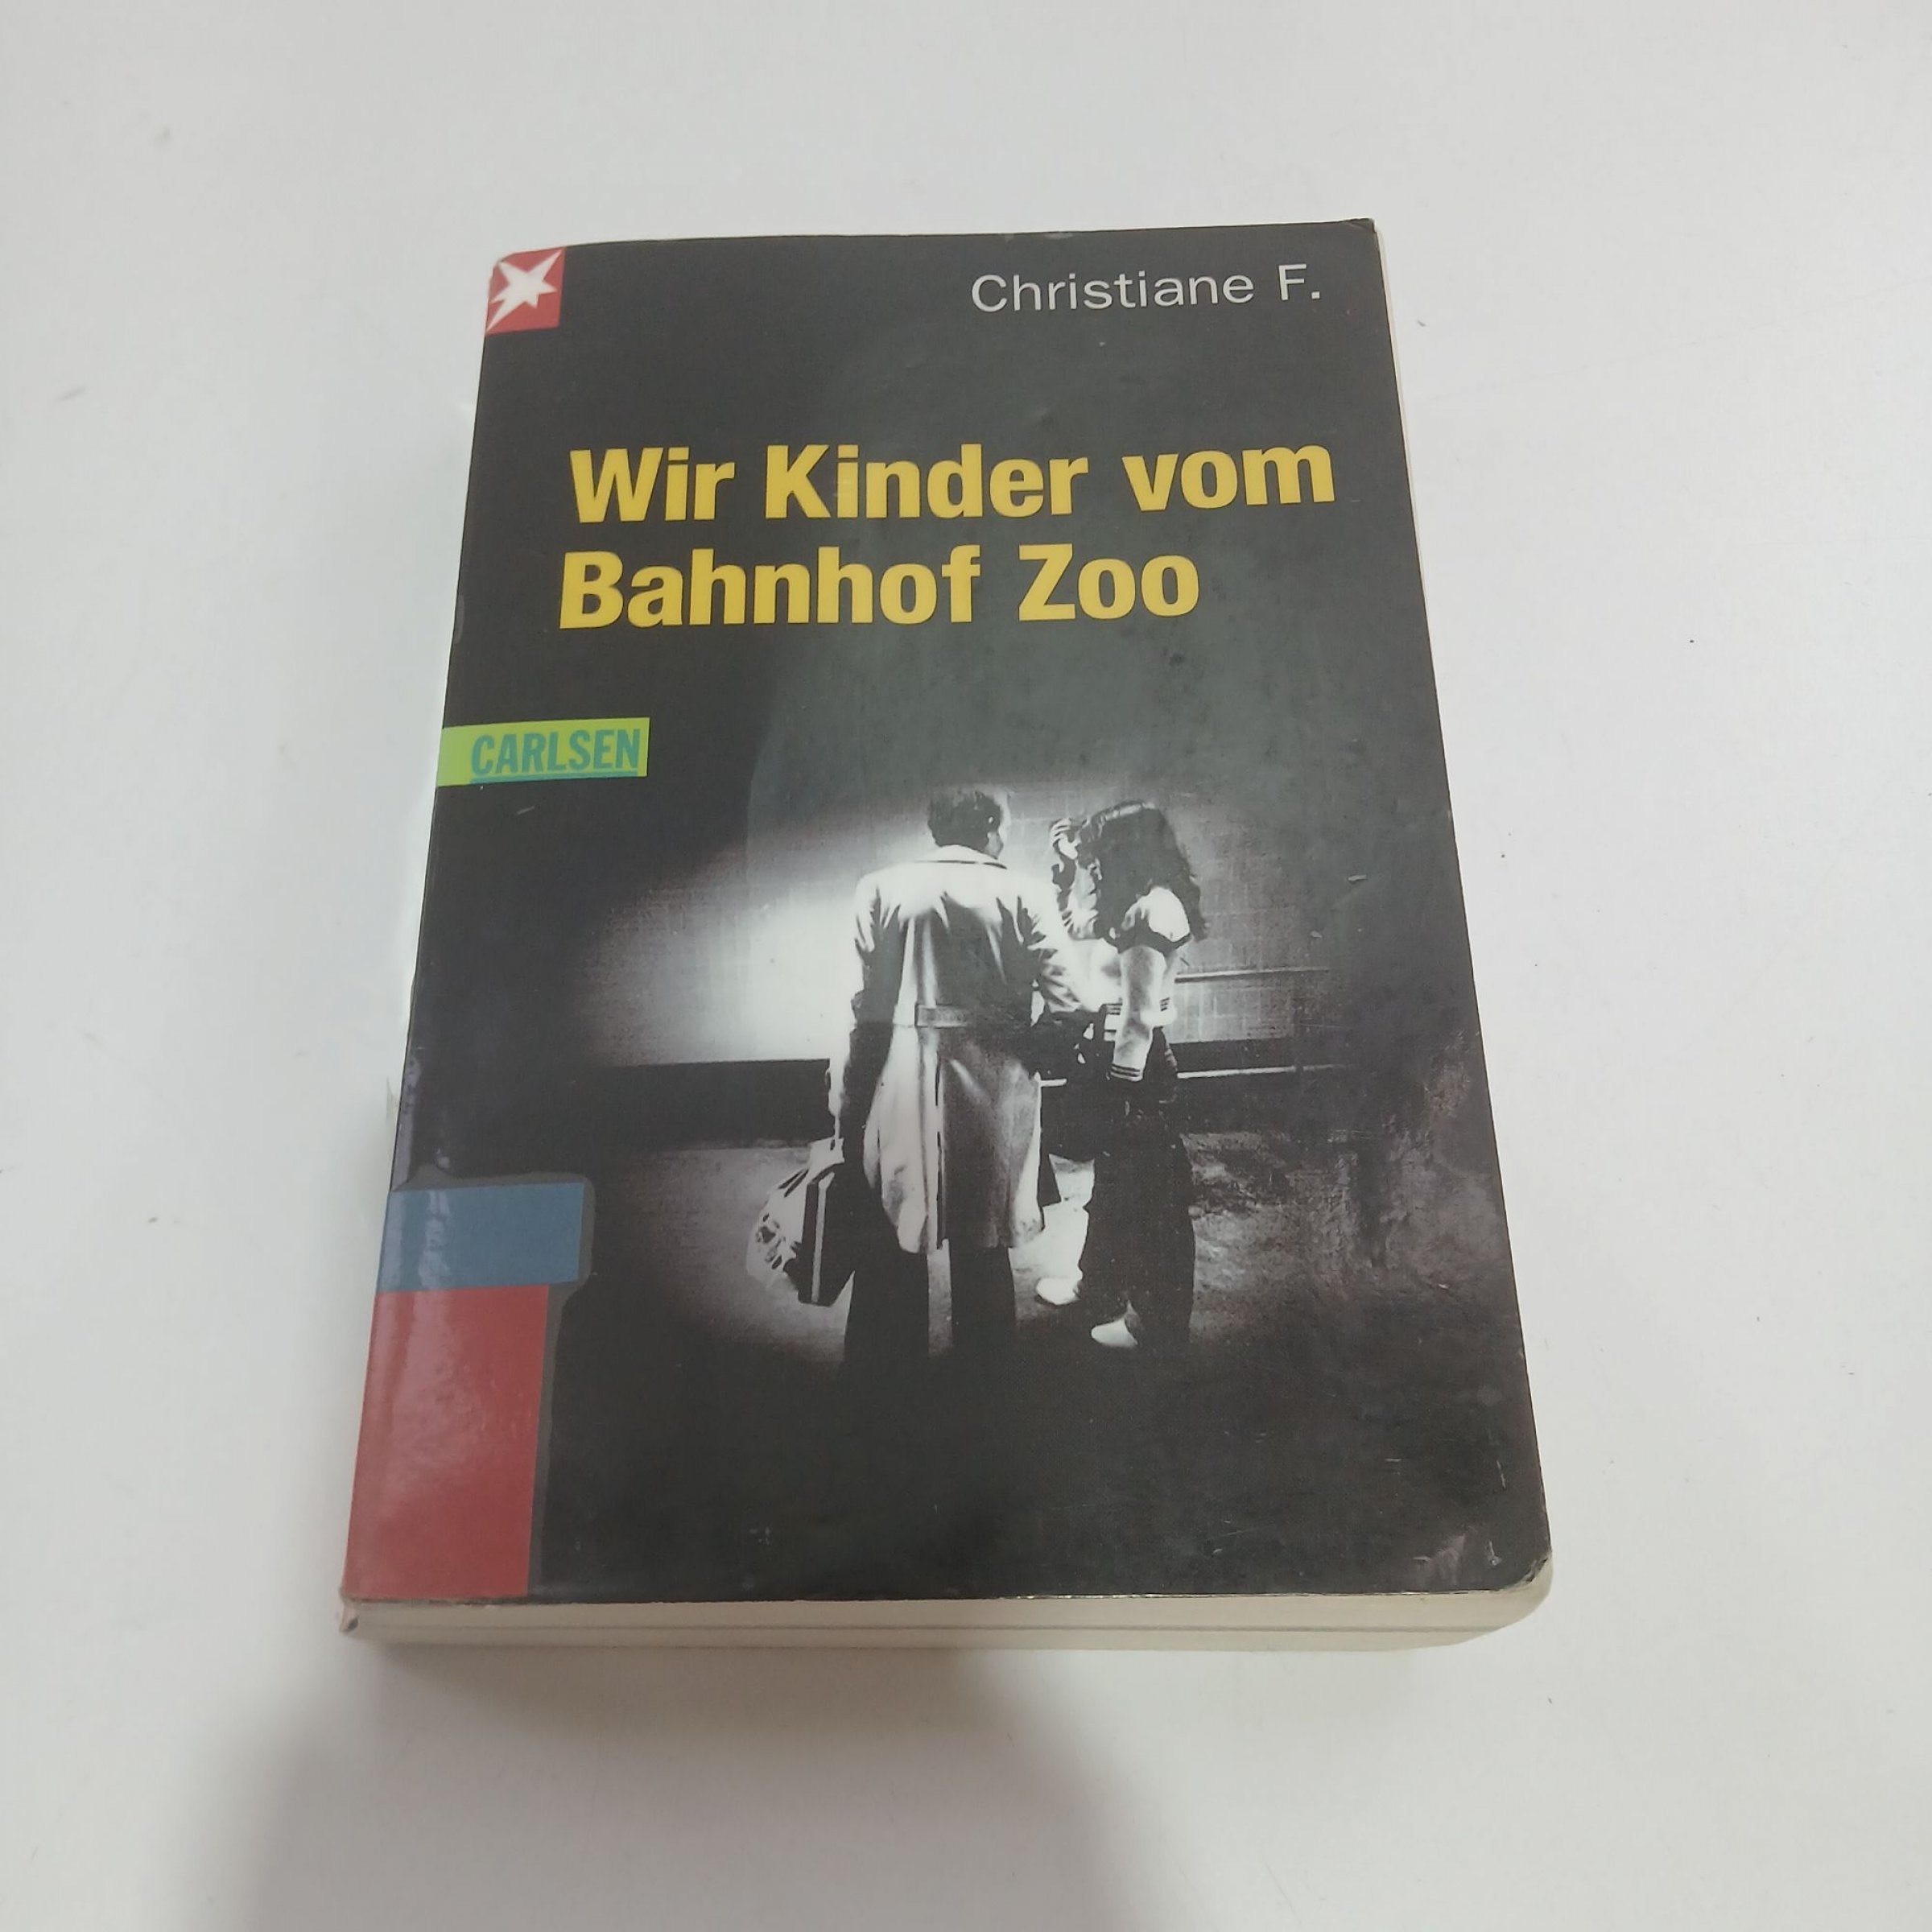 Christiane F.
Wir Kinder vom
Bahnhof Zoo
CARLSEN